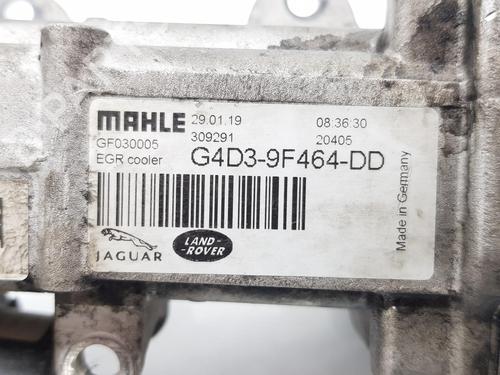 MAHLE
29.01.19 08:36:30
GF030005 309291 20405
EGR cooler G4D3-9F464-DD
Made in Germany
JAGUAR
LAND-
ROVER